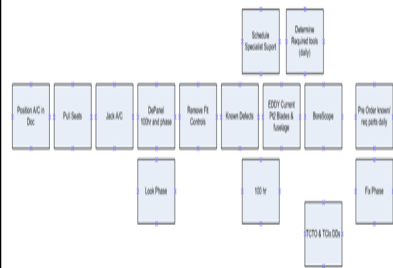 Schedule
Specialist Suport
Determine
Required tools
(daily)
Position A/C in
Doc
Pull Seats
Jack A/C
DePanel
100hr and phase
Remove Fit
Controls
Known Defects
EDDY Current
Pt2 Blades &
fuselage
BoreScope
Pre Order known/
req parts daily
Look Phase
100 hr
Fix Phase
TCTO & TCIs DDs